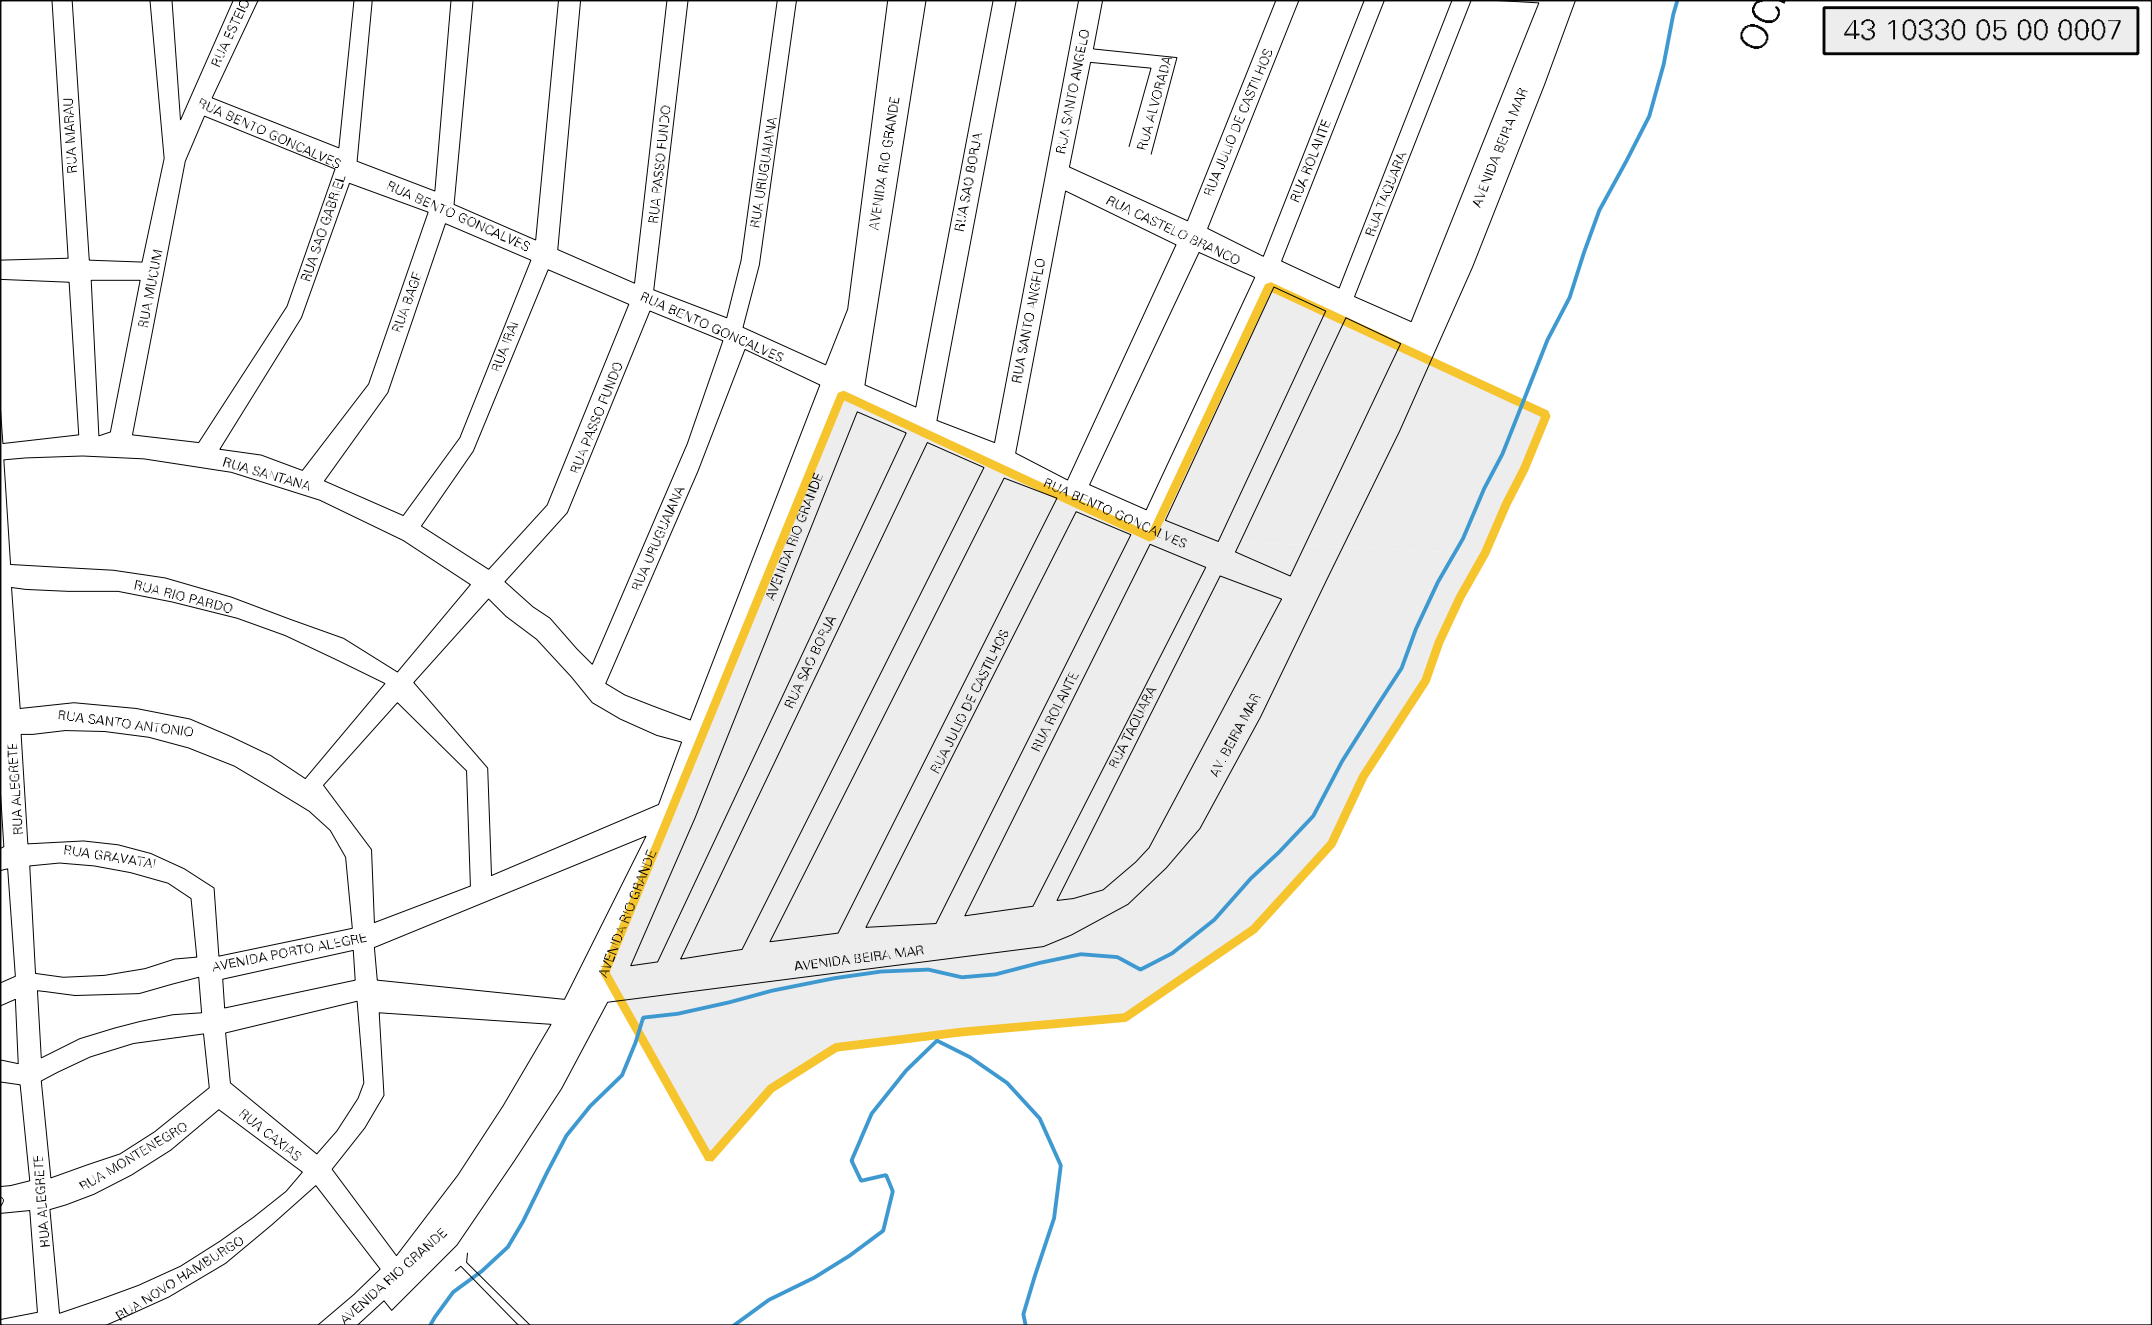 43 10330 05 00 0007
RUA ESTEIO
RUA MARAU
RUA BENTO GONCALVES
RUA PASSO FUNDO
RUA URUGUAIANA
AVENIDA RIO GRANDE
RUA SAO BORJA
RUA SANTO ANGELO
RUA ALVORADA
RUA JULIO DE CASTILHOS
RUA ROLANTE
RUA TAQUARA
AVENIDA BEIRA MAR
RUA MUCUM
RUA SAO GABRIEL
RUA BENTO GONCALVES
RUA CASTELO BRANCO
RUA BAGE
RUA IRAI
RUA BENTO GONCALVES
RUA SANTO ANGELO
RUA PASSO FUNDO
RUA SANTANA
RUA URUGUAIANA
AVENIDA RIO GRANDE
RUA BENTO GONCALVES
RUA RIO PARDO
RUA SAO BORJA
RUA JULIO DE CASTILHOS
RUA ROLANTE
RUA TAQUARA
AV. BEIRA MAR
RUA SANTO ANTONIO
RUA ALEGRETE
RUA GRAVATAI
AVENIDA RIO GRANDE
AVENIDA PORTO ALEGRE
AVENIDA BEIRA MAR
RUA CAXIAS
RUA MONTENEGRO
RUA ALEGRETE
RUA NOVO HAMBURGO
AVENIDA RIO GRANDE